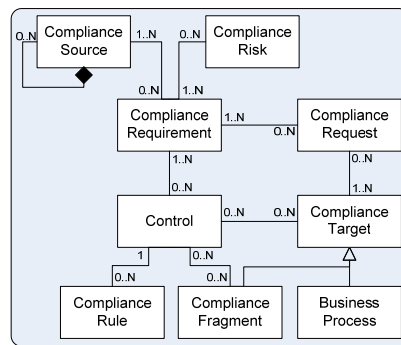 0..N
Compliance
Source
1..N
0..N
Compliance
Risk
0..N
1..N
Compliance
Requirement
1..N
0..N
Compliance
Request
1..N
0..N
0..N
1..N
Control
0..N
0..N
Compliance
Target
1
0..N
0..N
0..N
Compliance
Rule
Compliance
Fragment
Business
Process